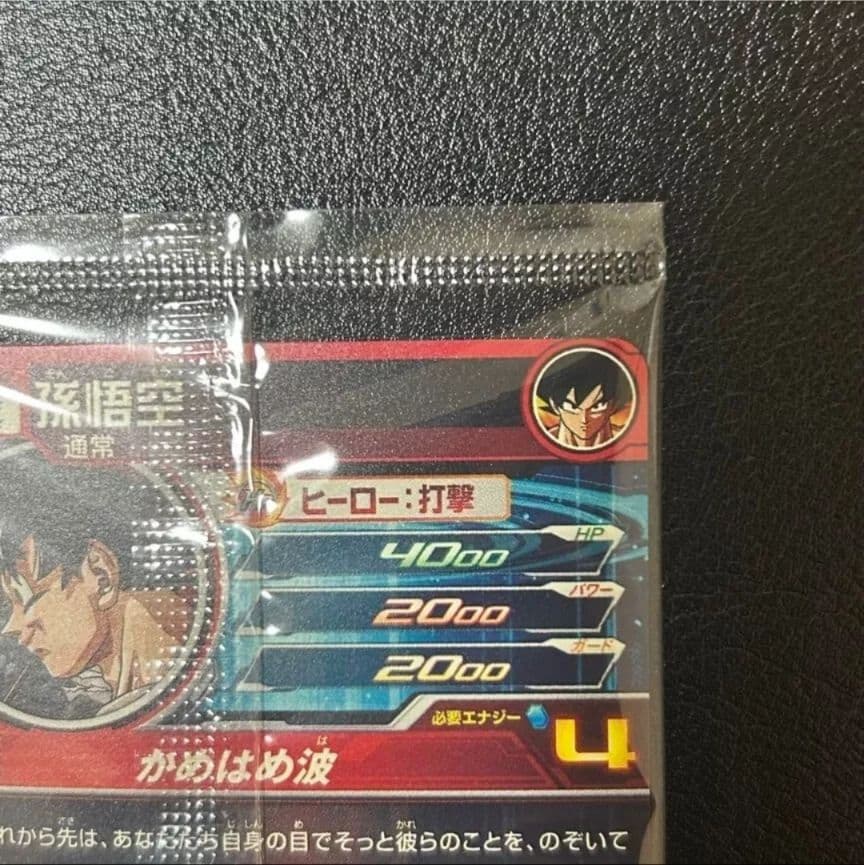 孫悟空
通常
ヒーロー:打撃
HP
4000
パワー
2000
ガード
2000
必要エナジー 4
かめはめ波
れから先は、あなたたち自身の目でそっと彼らのことを、のぞいて